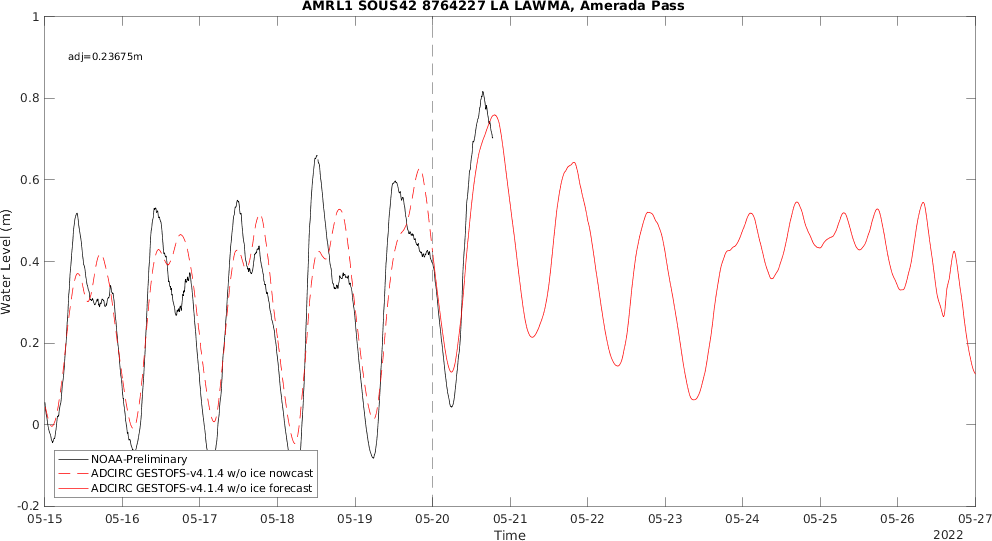 AMRL1 SOUS42 8764227 LA LAWMA, Amerada Pass
1
adj=0.23675m
0.8
0.6
0.4
0.2
0
-0.2
Water Level (m)
NOAA-Preliminary
ADCIRC GESTOFS-v4.1.4 w/o ice nowcast
ADCIRC GESTOFS-v4.1.4 w/o ice forecast
05-15 05-16 05-17 05-18 05-19 05-20 05-21 05-22 05-23 05-24 05-25 05-26 05-27
Time
2022